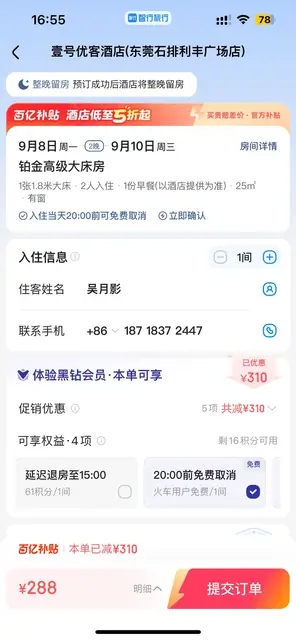 16:55
智行旅行
78
壹号优客酒店(东莞石排利丰广场店)
整晚留房 预订成功后酒店将整晚留房
百亿补贴 酒店低至5折起 买贵赔差价·官方补贴
9月8日周一 2晚 9月10日周三 房间详情
铂金高级大床房
1张1.8米大床·2人入住·1份早餐(以酒店提供为准)·25㎡
·有窗
入住当天20:00前可免费取消 立即确认
入住信息 1间
住客姓名 吴月影
联系手机 +86 187 1837 2447
已优惠
体验黑钻会员·本单可享 ¥310
促销优惠 5项 共减¥310
可享权益·4项 剩16积分可用
免费
延迟退房至15:00 20:00前免费取消
61积分/1间 火车用户免费/1间
百亿补贴 本单已减¥310
¥288 明细 提交订单